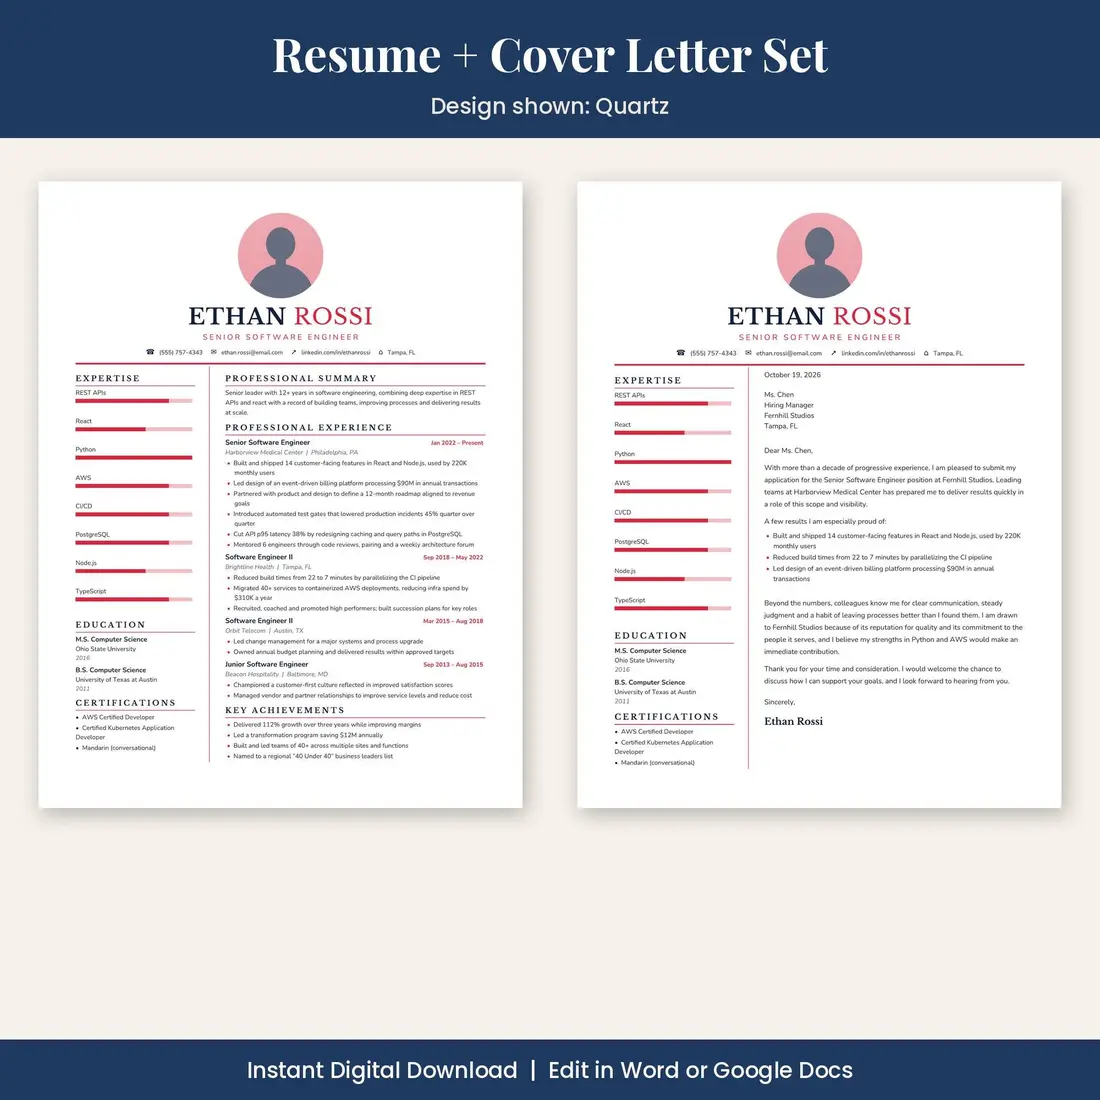 Resume + Cover Letter Set
Design shown: Quartz
ETHAN ROSSI
SENIOR SOFTWARE ENGINEER
(555) 757-4343 ethan.rossi@email.com linkedin.com/in/ethanrossi Tampa, FL
EXPERTISE
REST APIs
React
Python
AWS
CI/CD
PostgreSQL
Node.js
TypeScript
EDUCATION
M.S. Computer Science
Ohio State University
2016
B.S. Computer Science
University of Texas at Austin
2011
CERTIFICATIONS
• AWS Certified Developer
• Certified Kubernetes Application
Developer
• Mandarin (conversational)
PROFESSIONAL SUMMARY
Senior leader with 12+ years in software engineering, combining deep expertise in REST
APIs and react with a record of building teams, improving processes and delivering results
at scale.
PROFESSIONAL EXPERIENCE
Senior Software Engineer Jan 2022 – Present
Harborview Medical Center | Philadelphia, PA
• Built and shipped 14 customer-facing features in React and Node.js, used by 220K
monthly users
• Led design of an event-driven billing platform processing $90M in annual transactions
• Partnered with product and design to define a 12-month roadmap aligned to revenue
goals
• Introduced automated test gates that lowered production incidents 45% quarter over
quarter
• Cut API p95 latency 38% by redesigning caching and query paths in PostgreSQL
• Mentored 6 engineers through code reviews, pairing and a weekly architecture forum
Software Engineer II Sep 2018 – May 2022
Brightline Health | Tampa, FL
• Reduced build times from 22 to 7 minutes by parallelizing the CI pipeline
• Migrated 40+ services to containerized AWS deployments, reducing infra spend by
$310K a year
• Recruited, coached and promoted high performers; built succession plans for key roles
Software Engineer II Mar 2015 – Aug 2018
Orbit Telecom | Austin, TX
• Led change management for a major systems and process upgrade
• Owned annual budget planning and delivered results within approved targets
Junior Software Engineer Sep 2013 – Aug 2015
Beacon Hospitality | Baltimore, MD
• Championed a customer-first culture reflected in improved satisfaction scores
• Managed vendor and partner relationships to improve service levels and reduce cost
KEY ACHIEVEMENTS
• Delivered 112% growth over three years while improving margins
• Led a transformation program saving $12M annually
• Built and led teams of 40+ across multiple sites and functions
• Named to a regional "40 Under 40" business leaders list
ETHAN ROSSI
SENIOR SOFTWARE ENGINEER
(555) 757-4343 ethan.rossi@email.com linkedin.com/in/ethanrossi Tampa, FL
EXPERTISE
REST APIs
React
Python
AWS
CI/CD
PostgreSQL
Node.js
TypeScript
EDUCATION
M.S. Computer Science
Ohio State University
2016
B.S. Computer Science
University of Texas at Austin
2011
CERTIFICATIONS
• AWS Certified Developer
• Certified Kubernetes Application
Developer
• Mandarin (conversational)
October 19, 2026
Ms. Chen
Hiring Manager
Fernhill Studios
Tampa, FL
Dear Ms. Chen,
With more than a decade of progressive experience, I am pleased to submit my
application for the Senior Software Engineer position at Fernhill Studios. Leading
teams at Harborview Medical Center has prepared me to deliver results quickly in
a role of this scope and visibility.
A few results I am especially proud of:
• Built and shipped 14 customer-facing features in React and Node.js, used by 220K
monthly users
• Reduced build times from 22 to 7 minutes by parallelizing the CI pipeline
• Led design of an event-driven billing platform processing $90M in annual
transactions
Beyond the numbers, colleagues know me for clear communication, steady
judgment and a habit of leaving processes better than I found them. I am drawn
to Fernhill Studios because of its reputation for quality and its commitment to the
people it serves, and I believe my strengths in Python and AWS would make an
immediate contribution.
Thank you for your time and consideration. I would welcome the chance to
discuss how I can support your goals, and I look forward to hearing from you.
Sincerely,
Ethan Rossi
Instant Digital Download | Edit in Word or Google Docs